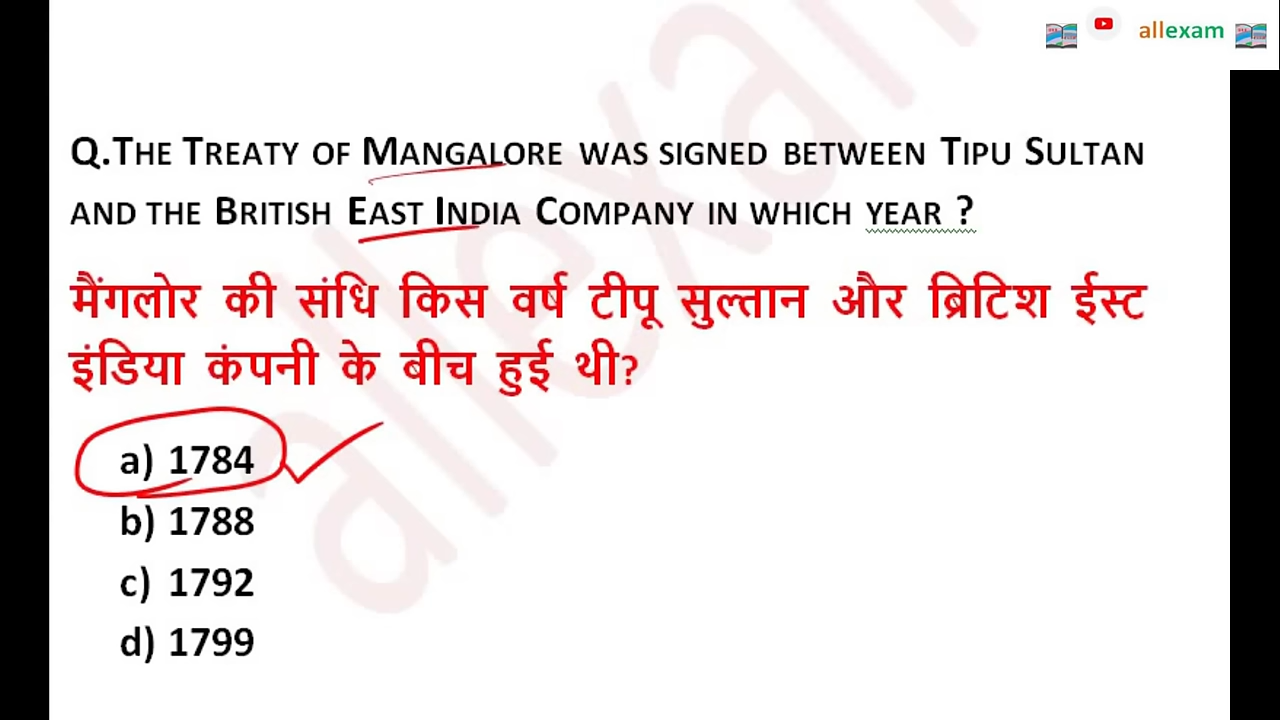 allexam
Q.The Treaty of Mangalore was signed between Tipu Sultan
and the British East India Company in which year ?
मैंगलोर की संधि किस वर्ष टीपू सुल्तान और ब्रिटिश ईस्ट
इंडिया कंपनी के बीच हुई थी?
a) 1784
b) 1788
c) 1792
d) 1799
allexam